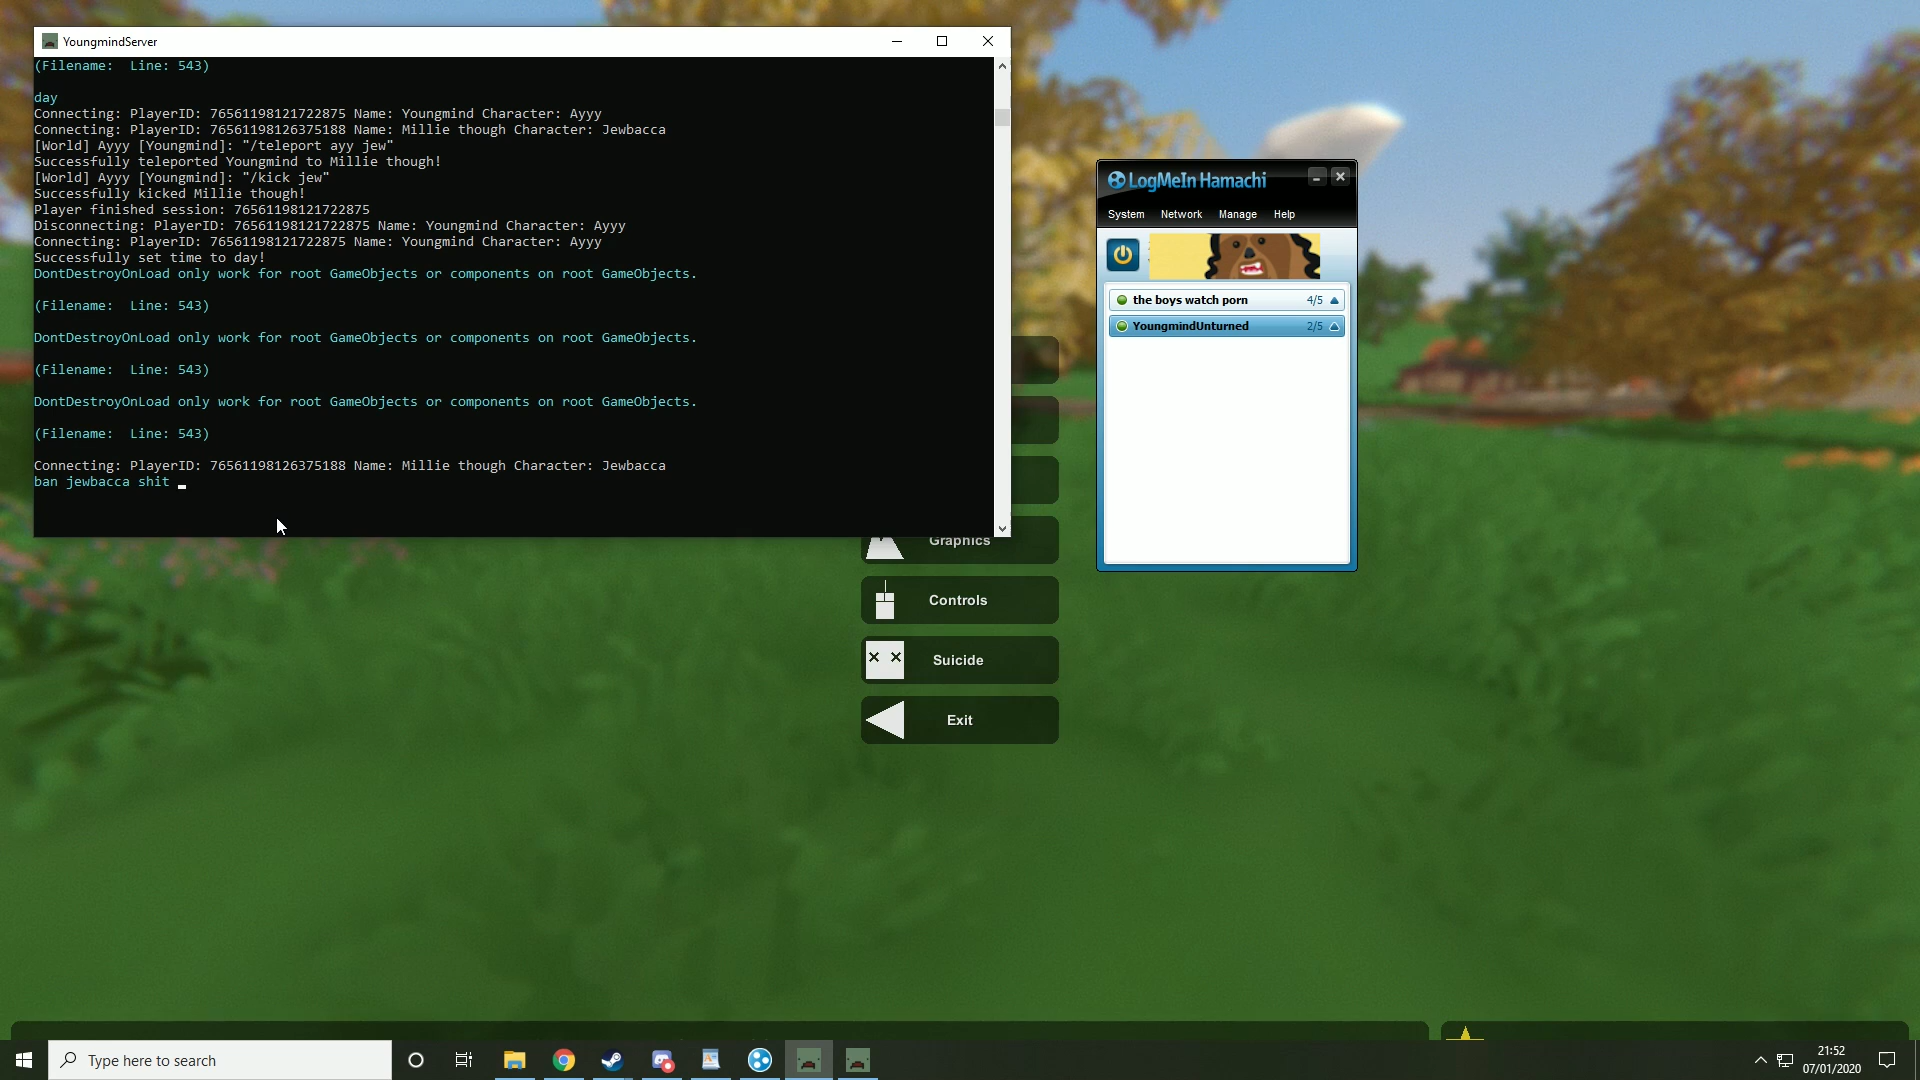 YoungmindServer
(Filename:  Line: 543)
day
Connecting: PlayerID: 76561198121722875 Name: Youngmind Character: Ayyy
Connecting: PlayerID: 76561198126375188 Name: Millie though Character: Jewbacca
[World] Ayyy [Youngmind]: "/teleport ayy jew"
Successfully teleported Youngmind to Millie though!
[World] Ayyy [Youngmind]: "/kick jew"
Successfully kicked Millie though!
Player finished session: 76561198121722875
Disconnecting: PlayerID: 76561198121722875 Name: Youngmind Character: Ayyy
Connecting: PlayerID: 76561198121722875 Name: Youngmind Character: Ayyy
Successfully set time to day!
DontDestroyOnLoad only work for root GameObjects or components on root GameObjects.
(Filename:  Line: 543)
DontDestroyOnLoad only work for root GameObjects or components on root GameObjects.
(Filename:  Line: 543)
DontDestroyOnLoad only work for root GameObjects or components on root GameObjects.
(Filename:  Line: 543)
Connecting: PlayerID: 76561198126375188 Name: Millie though Character: Jewbacca
ban jewbacca shit
LogMeIn Hamachi
System Network Manage Help
the boys watch porn 4/5
YoungmindUnturned 2/5
Graphics
Controls
Suicide
Exit
Type here to search
21:52
07/01/2020